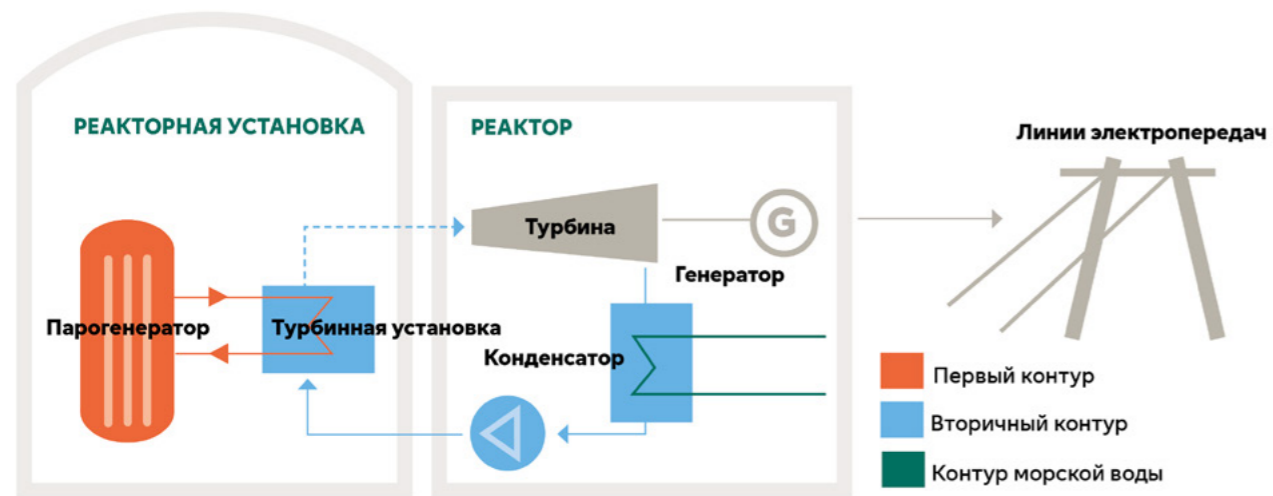 РЕАКТОРНАЯ УСТАНОВКА
РЕАКТОР
Линии электропередач
Турбина
G
Генератор
Парогенератор
Турбинная установка
Конденсатор
Первый контур
Вторичный контур
Контур морской воды